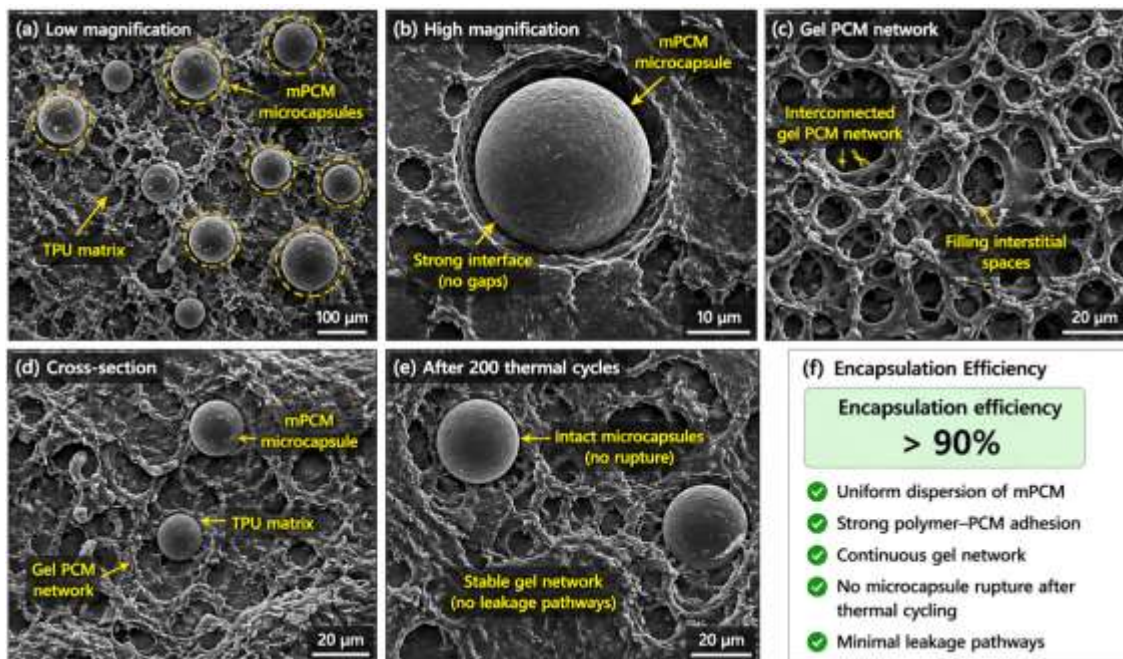 (a) Low magnification
mPCM
microcapsules
TPU matrix
100 μm
(b) High magnification
mPCM
microcapsule
Strong interface
(no gaps)
10 μm
(c) Gel PCM network
Interconnected
gel PCM network
Filling interstitial
spaces
20 μm
(d) Cross-section
mPCM
microcapsule
TPU matrix
Gel PCM
network
20 μm
(e) After 200 thermal cycles
Intact microcapsules
(no rupture)
Stable gel network
(no leakage pathways)
20 μm
(f) Encapsulation Efficiency
Encapsulation efficiency
> 90%
Uniform dispersion of mPCM
Strong polymer–PCM adhesion
Continuous gel network
No microcapsule rupture after
thermal cycling
Minimal leakage pathways